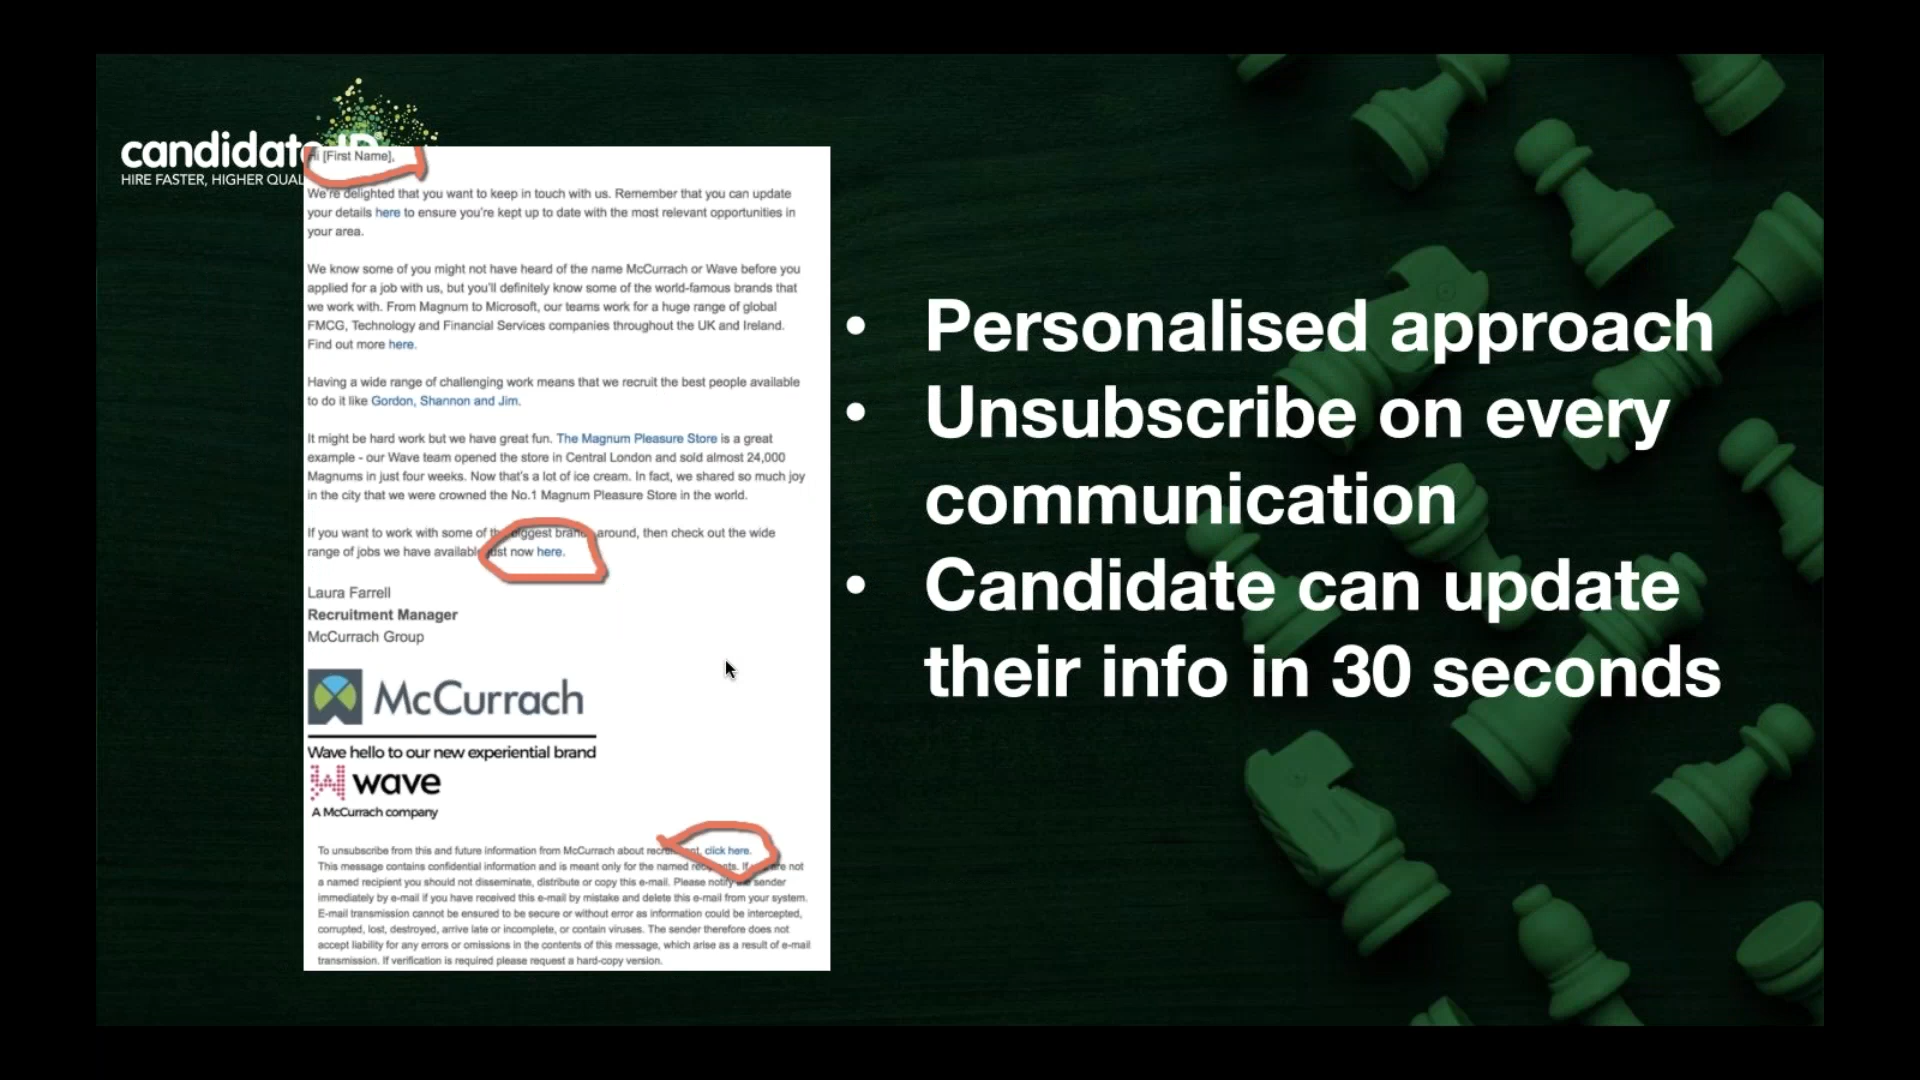 candidate ID
HIRE FASTER, HIGHER QUAL
Hi [First Name],
We're delighted that you want to keep in touch with us. Remember that you can update
your details here to ensure you're kept up to date with the most relevant opportunities in
your area.
We know some of you might not have heard of the name McCurrach or Wave before you
applied for a job with us, but you'll definitely know some of the world-famous brands that
we work with. From Magnum to Microsoft, our teams work for a huge range of global
FMCG, Technology and Financial Services companies throughout the UK and Ireland.
Find out more here.
Having a wide range of challenging work means that we recruit the best people available
to do it like Gordon, Shannon and Jim.
It might be hard work but we have great fun. The Magnum Pleasure Store is a great
example - our Wave team opened the store in Central London and sold almost 24,000
Magnums in just four weeks. Now that's a lot of ice cream. In fact, we shared so much joy
in the city that we were crowned the No.1 Magnum Pleasure Store in the world.
If you want to work with some of the biggest brands around, then check out the wide
range of jobs we have available just now here.
Laura Farrell
Recruitment Manager
McCurrach Group
McCurrach
Wave hello to our new experiential brand
wave
A McCurrach company
To unsubscribe from this and future information from McCurrach about recruitment, click here.
This message contains confidential information and is meant only for the named recipients. If you are not
a named recipient you should not disseminate, distribute or copy this e-mail. Please notify the sender
immediately by e-mail if you have received this e-mail by mistake and delete this e-mail from your system.
E-mail transmission cannot be ensured to be secure or without error as information could be intercepted,
corrupted, lost, destroyed, arrive late or incomplete, or contain viruses. The sender therefore does not
accept liability for any errors or omissions in the contents of this message, which arise as a result of e-mail
transmission. If verification is required please request a hard-copy version.
• Personalised approach
• Unsubscribe on every
communication
• Candidate can update
their info in 30 seconds